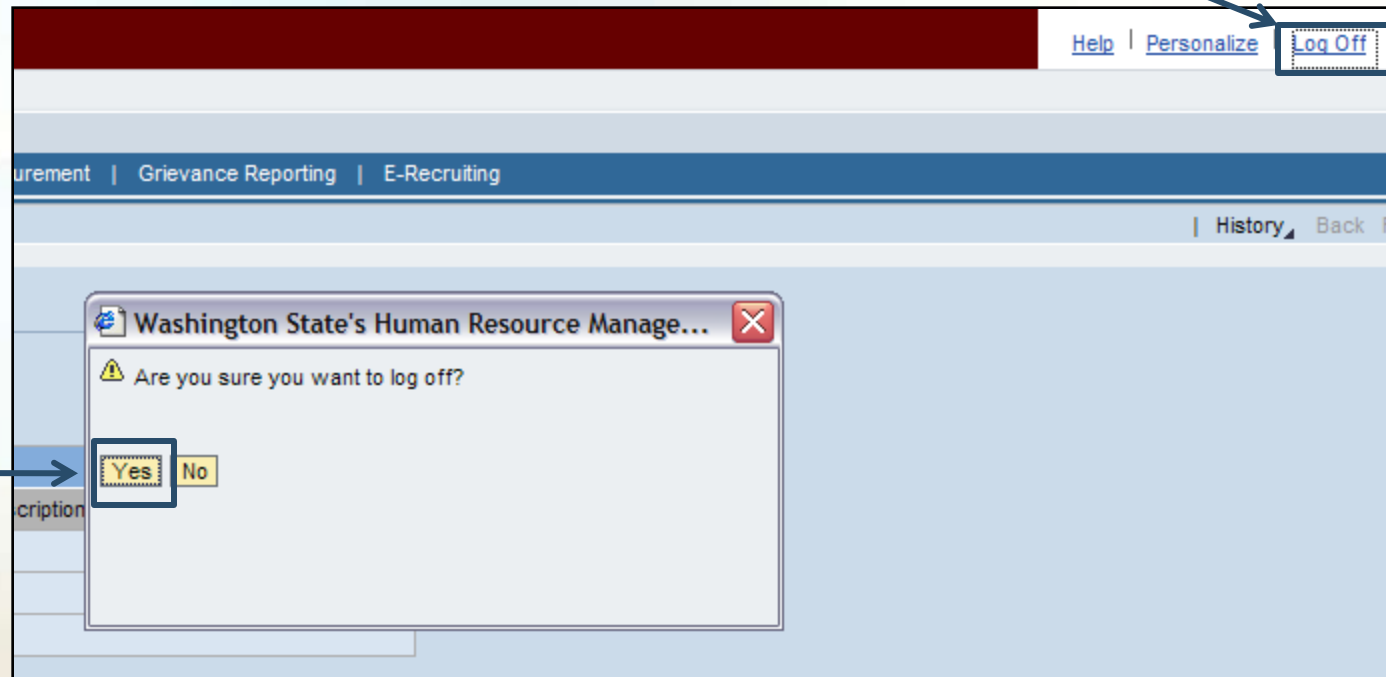 Help | Personalize | Log Off
urement | Grievance Reporting | E-Recruiting
| History Back
Washington State's Human Resource Manage...
Are you sure you want to log off?
Yes No
cription